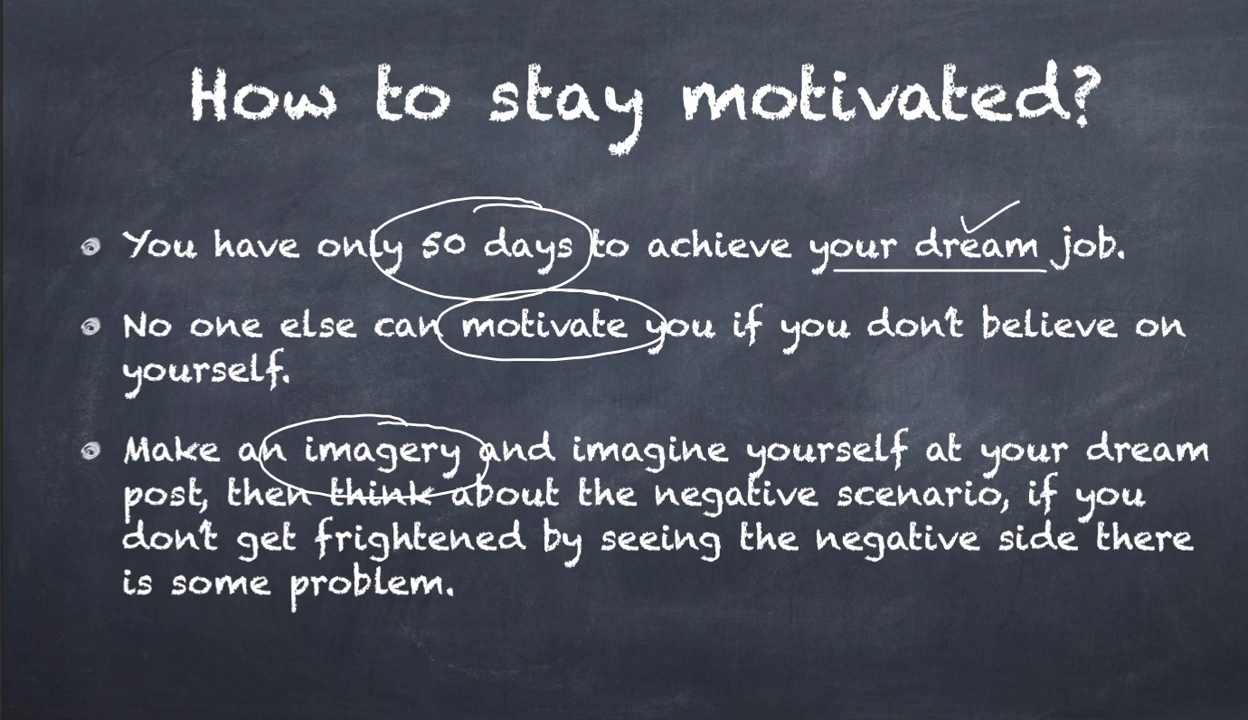 How to stay motivated?
You have only 50 days to achieve your dream job.
No one else can motivate you if you don't believe on
yourself.
Make an imagery and imagine yourself at your dream
post, then think about the negative scenario, if you
don't get frightened by seeing the negative side there
is some problem.